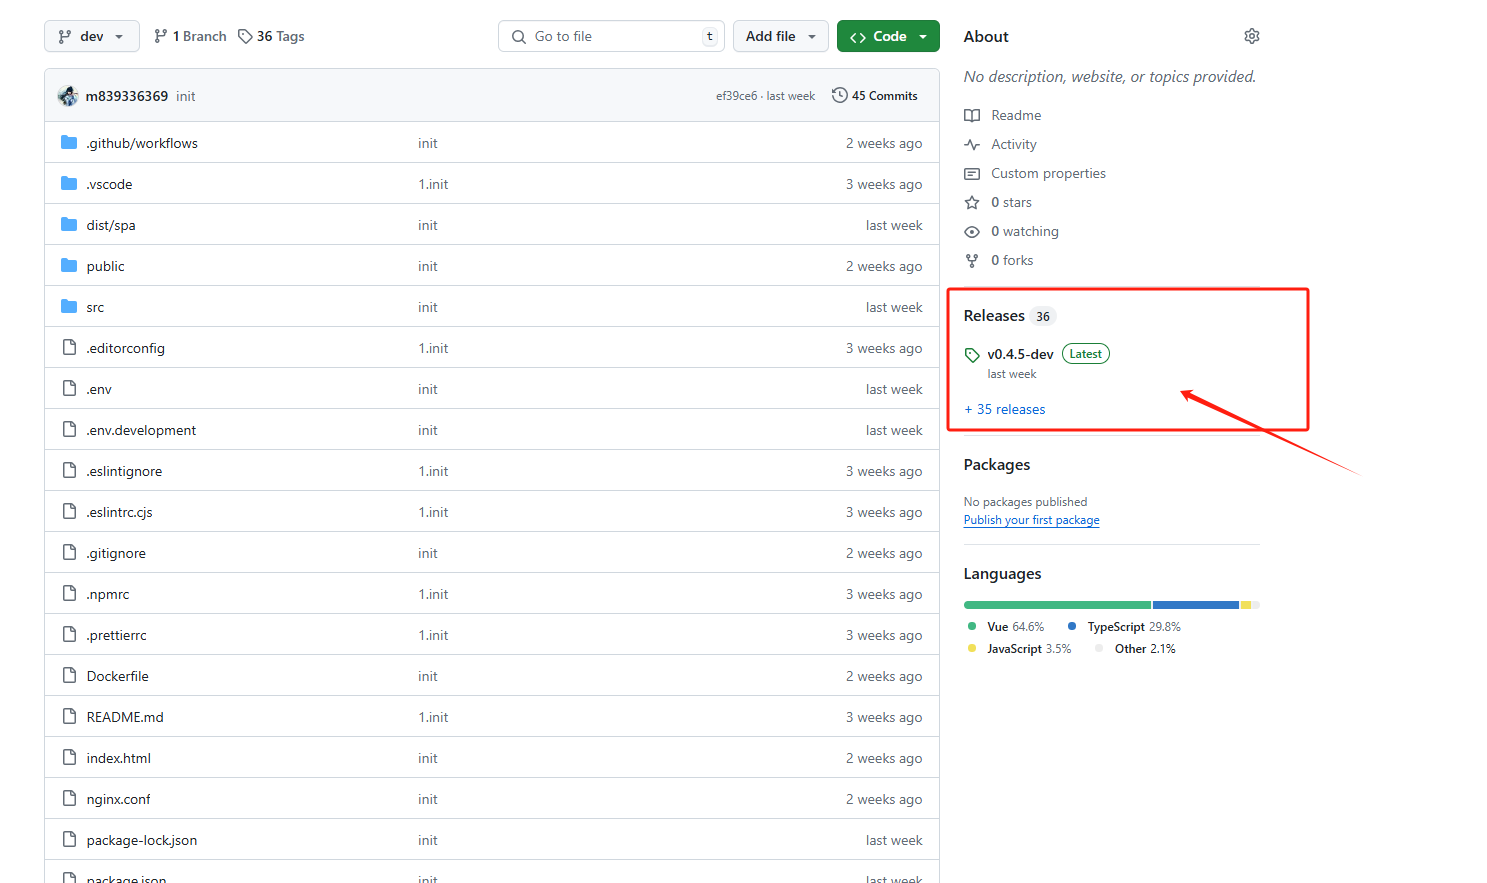 dev
1 Branch
36 Tags
Go to file
t
Add file
Code
m839336369 init
ef39ce6 · last week
45 Commits
.github/workflows init 2 weeks ago
.vscode 1.init 3 weeks ago
dist/spa init last week
public init 2 weeks ago
src init last week
.editorconfig 1.init 3 weeks ago
.env init last week
.env.development init last week
.eslintignore 1.init 3 weeks ago
.eslintrc.cjs 1.init 3 weeks ago
.gitignore init 2 weeks ago
.npmrc 1.init 3 weeks ago
.prettierrc 1.init 3 weeks ago
Dockerfile init 2 weeks ago
README.md 1.init 3 weeks ago
index.html init 2 weeks ago
nginx.conf init 2 weeks ago
package-lock.json init last week
package.json init last week
About
No description, website, or topics provided.
Readme
Activity
Custom properties
0 stars
0 watching
0 forks
Releases 36
v0.4.5-dev Latest
last week
+ 35 releases
Packages
No packages published
Publish your first package
Languages
Vue 64.6% TypeScript 29.8%
JavaScript 3.5% Other 2.1%